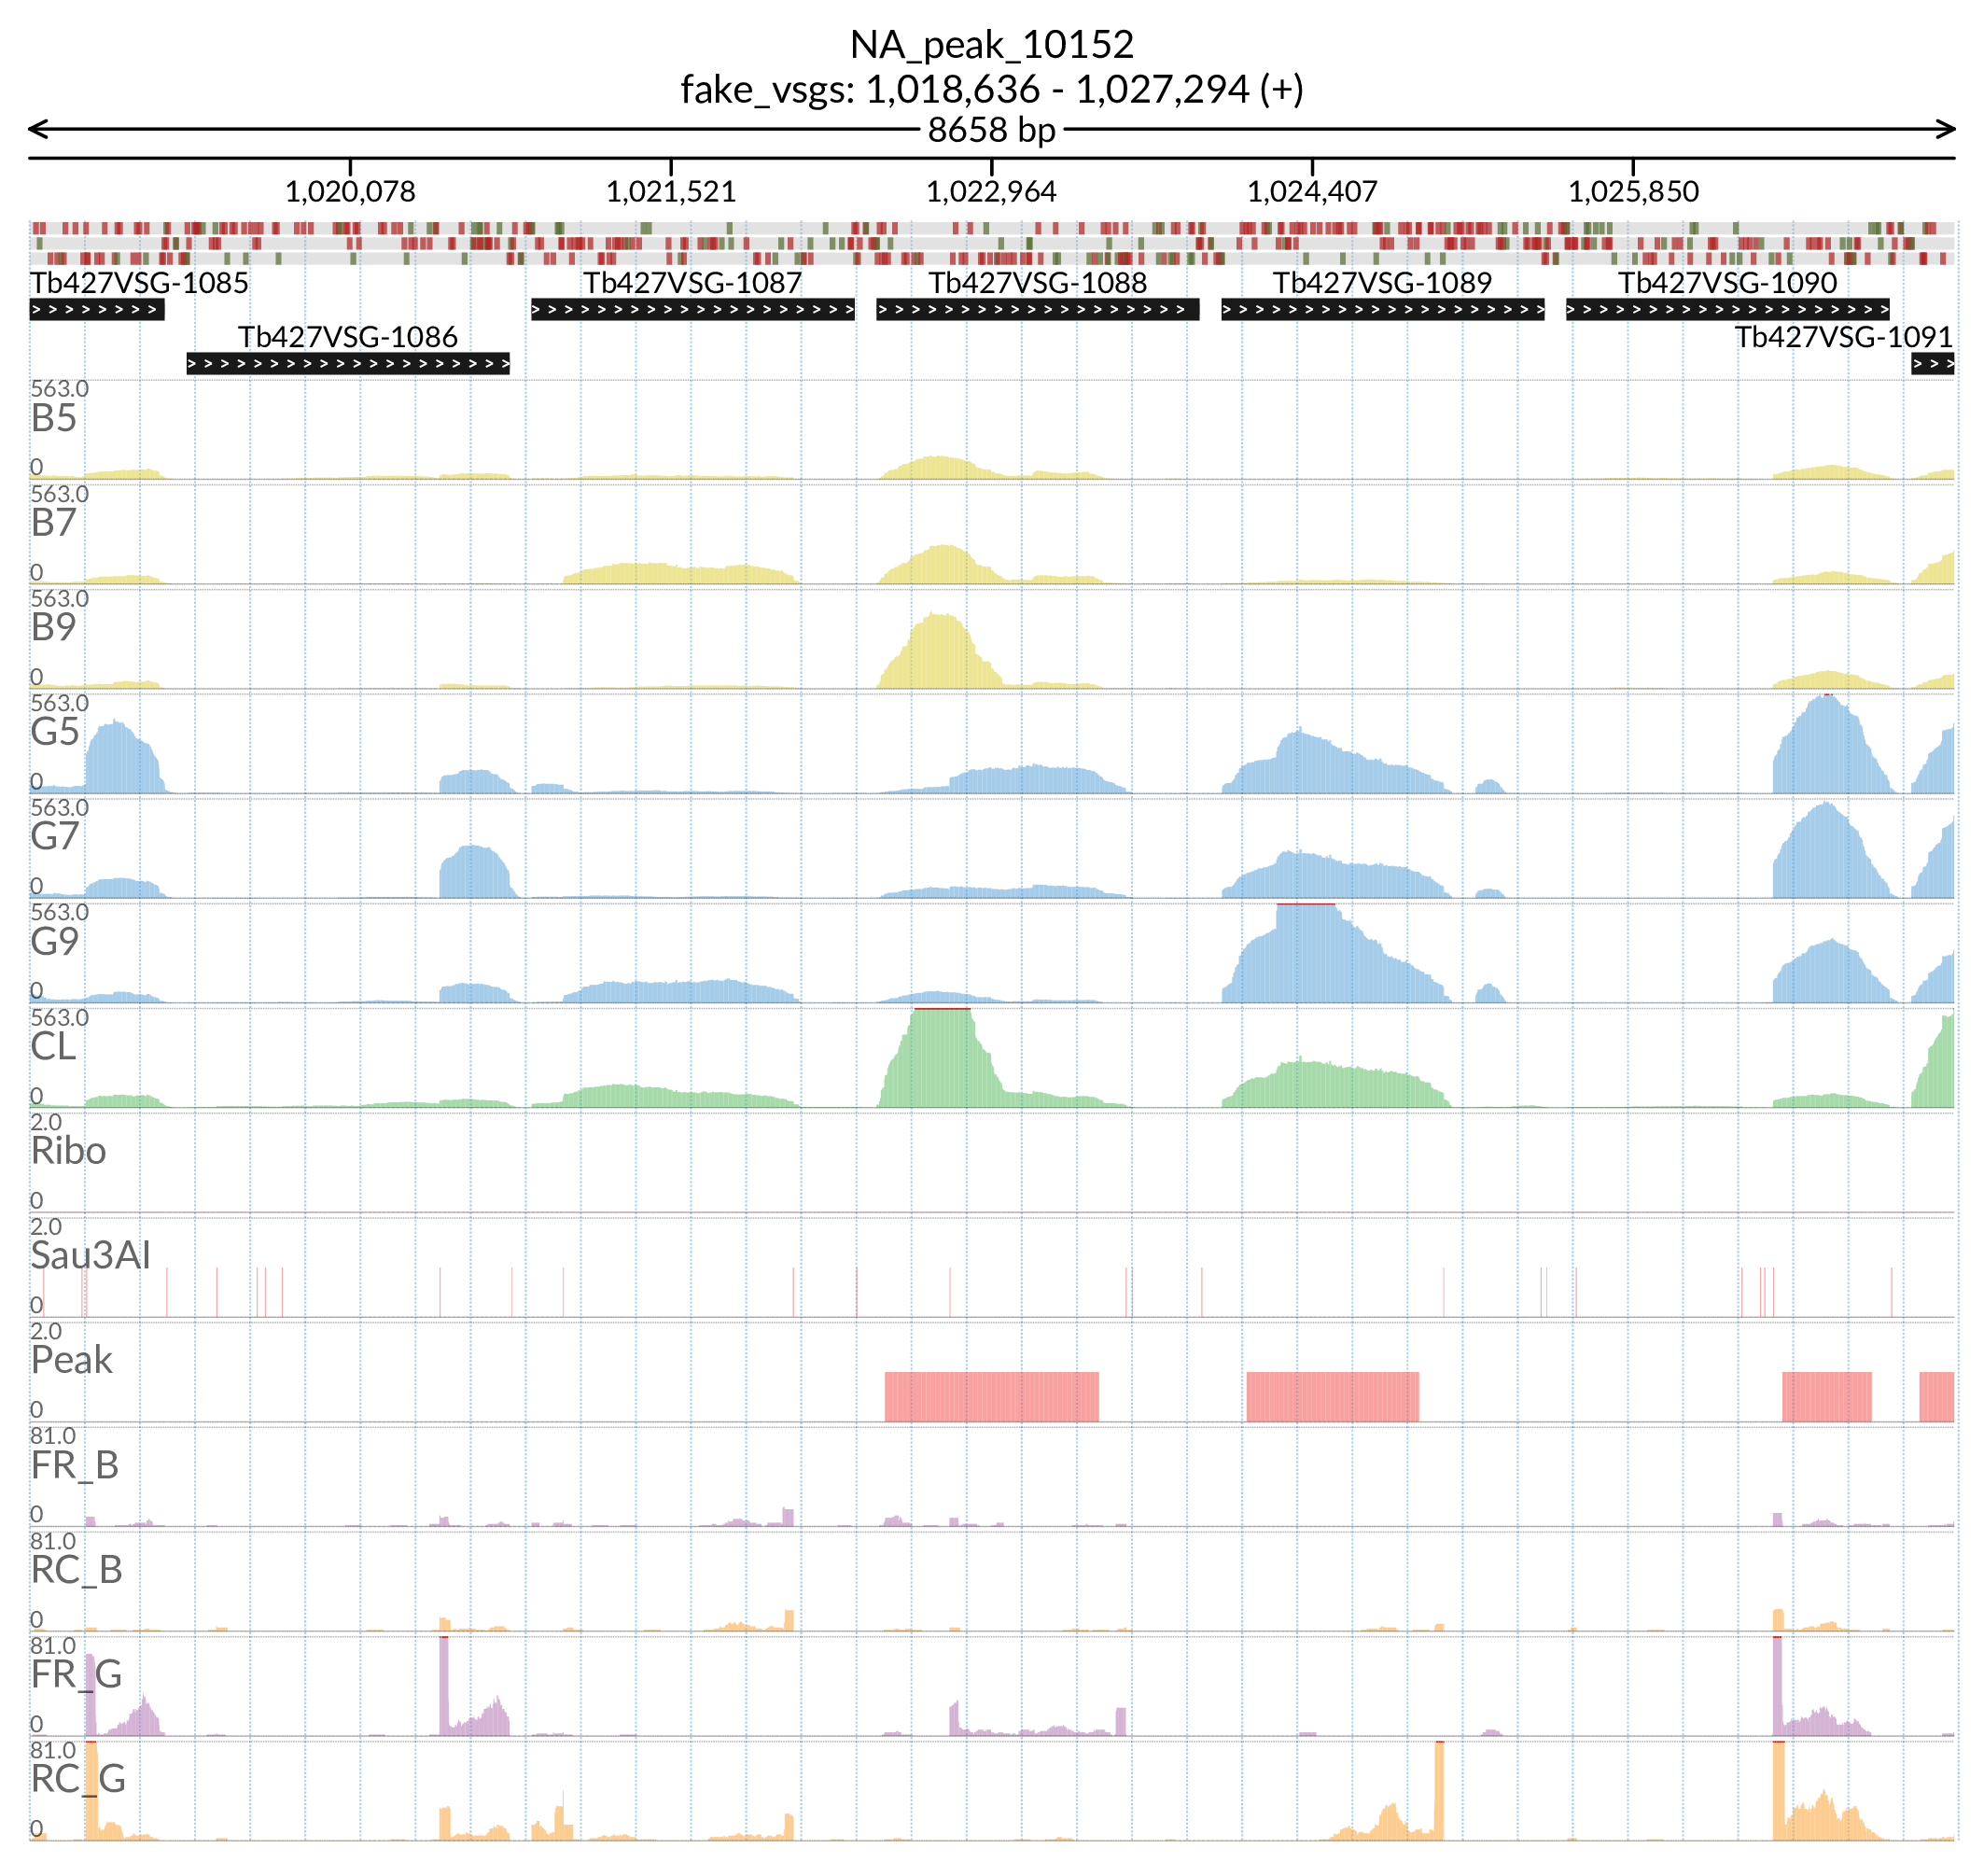 NA_peak_10152
fake_vsgs: 1,018,636 - 1,027,294 (+)
8658 bp
1,020,078 1,021,521 1,022,964 1,024,407 1,025,850
Tb427VSG-1085 Tb427VSG-1087 Tb427VSG-1088 Tb427VSG-1089 Tb427VSG-1090
Tb427VSG-1086 Tb427VSG-1091
563.0
B5
0
563.0
B7
0
563.0
B9
0
563.0
G5
0
563.0
G7
0
563.0
G9
0
563.0
CL
0
2.0
Ribo
0
2.0
Sau3AI
0
2.0
Peak
0
81.0
FR_B
0
81.0
RC_B
0
81.0
FR_G
0
81.0
RC_G
0